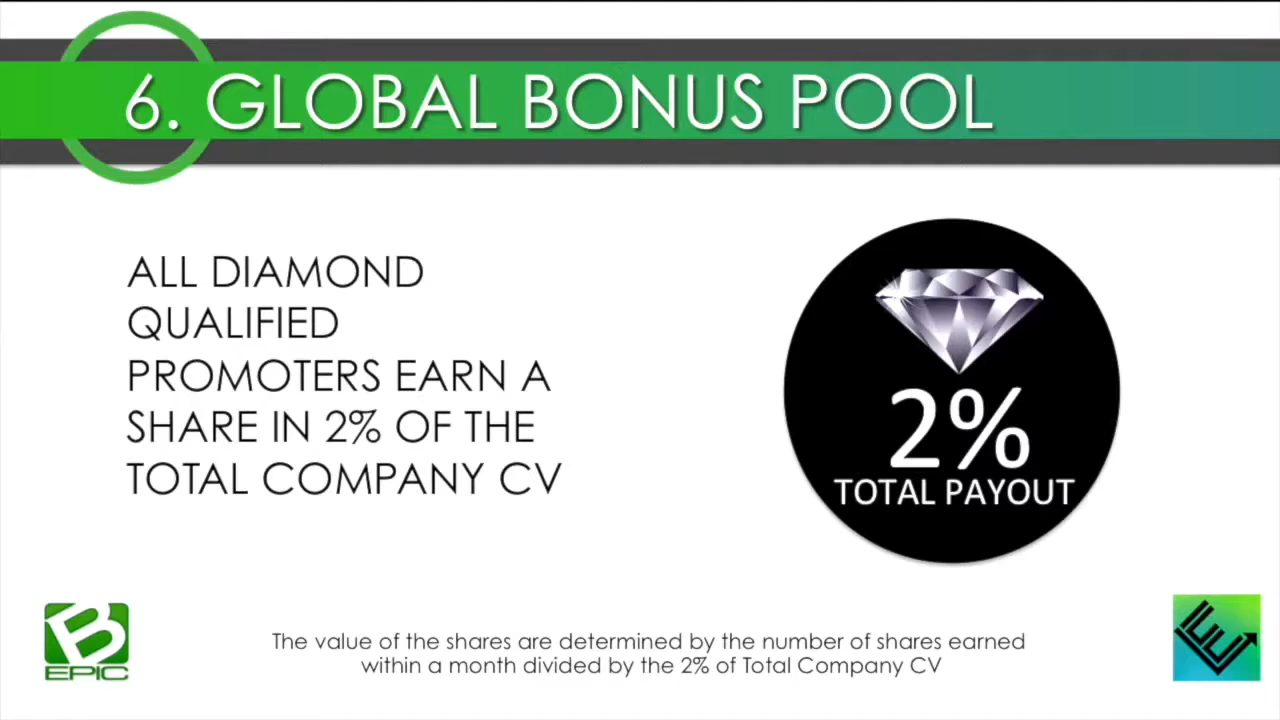 6. GLOBAL BONUS POOL
ALL DIAMOND
QUALIFIED
PROMOTERS EARN A
SHARE IN 2% OF THE
TOTAL COMPANY CV
2%
TOTAL PAYOUT
B
EPIC
The value of the shares are determined by the number of shares earned
within a month divided by the 2% of Total Company CV